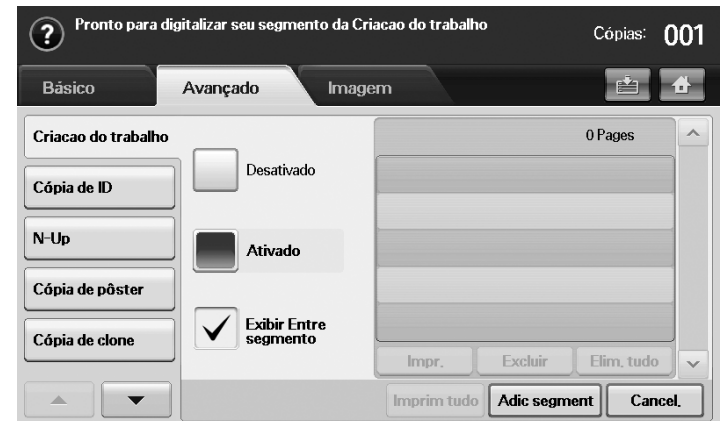 ? Pronto para digitalizar seu segmento da Criacao do trabalho
Cópias: 001
Básico
Avançado
Imagem
Criacao do trabalho
Cópia de ID
N-Up
Cópia de pôster
Cópia de clone
Desativado
Ativado
Exibir Entre
segmento
0 Pages
Impr.
Excluir
Elim. tudo
Imprim tudo
Adic segment
Cancel.